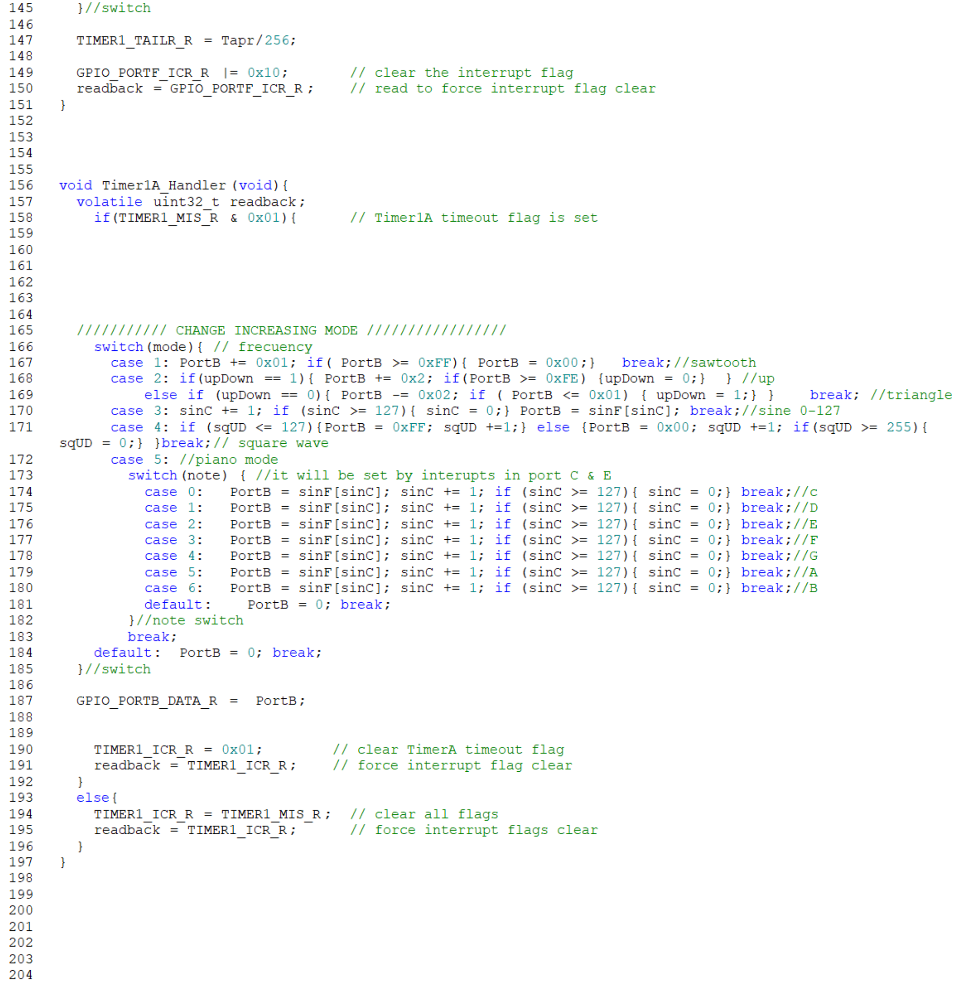 145 }//switch
146
147 TIMER1_TAILR_R = Tapr/256;
148
149 GPIO_PORTF_ICR_R |= 0x10; // clear the interrupt flag
150 readback = GPIO_PORTF_ICR_R; // read to force interrupt flag clear
151 }
152
153
154
155
156 void Timer1A_Handler(void){
157 volatile uint32_t readback;
158 if(TIMER1_MIS_R & 0x01){ // Timer1A timeout flag is set
159
160
161
162
163
164
165 /////////// CHANGE INCREASING MODE /////////////////
166 switch(mode){ // frecuency
167 case 1: PortB += 0x01; if( PortB >= 0xFF){ PortB = 0x00;} break;//sawtooth
168 case 2: if(upDown == 1){ PortB += 0x2; if(PortB >= 0xFE) {upDown = 0;} } //up
169 else if (upDown == 0){ PortB -= 0x02; if ( PortB <= 0x01) { upDown = 1;} } break; //triangle
170 case 3: sinC += 1; if (sinC >= 127){ sinC = 0;} PortB = sinF[sinC]; break;//sine 0-127
171 case 4: if (sqUD <= 127){PortB = 0xFF; sqUD +=1;} else {PortB = 0x00; sqUD +=1; if(sqUD >= 255){
sqUD = 0;} }break;// square wave
172 case 5: //piano mode
173 switch(note) { //it will be set by interupts in port C & E
174 case 0: PortB = sinF[sinC]; sinC += 1; if (sinC >= 127){ sinC = 0;} break;//c
175 case 1: PortB = sinF[sinC]; sinC += 1; if (sinC >= 127){ sinC = 0;} break;//D
176 case 2: PortB = sinF[sinC]; sinC += 1; if (sinC >= 127){ sinC = 0;} break;//E
177 case 3: PortB = sinF[sinC]; sinC += 1; if (sinC >= 127){ sinC = 0;} break;//F
178 case 4: PortB = sinF[sinC]; sinC += 1; if (sinC >= 127){ sinC = 0;} break;//G
179 case 5: PortB = sinF[sinC]; sinC += 1; if (sinC >= 127){ sinC = 0;} break;//A
180 case 6: PortB = sinF[sinC]; sinC += 1; if (sinC >= 127){ sinC = 0;} break;//B
181 default: PortB = 0; break;
182 }//note switch
183 break;
184 default: PortB = 0; break;
185 }//switch
186
187 GPIO_PORTB_DATA_R = PortB;
188
189
190 TIMER1_ICR_R = 0x01; // clear TimerA timeout flag
191 readback = TIMER1_ICR_R; // force interrupt flag clear
192 }
193 else{
194 TIMER1_ICR_R = TIMER1_MIS_R; // clear all flags
195 readback = TIMER1_ICR_R; // force interrupt flags clear
196 }
197 }
198
199
200
201
202
203
204